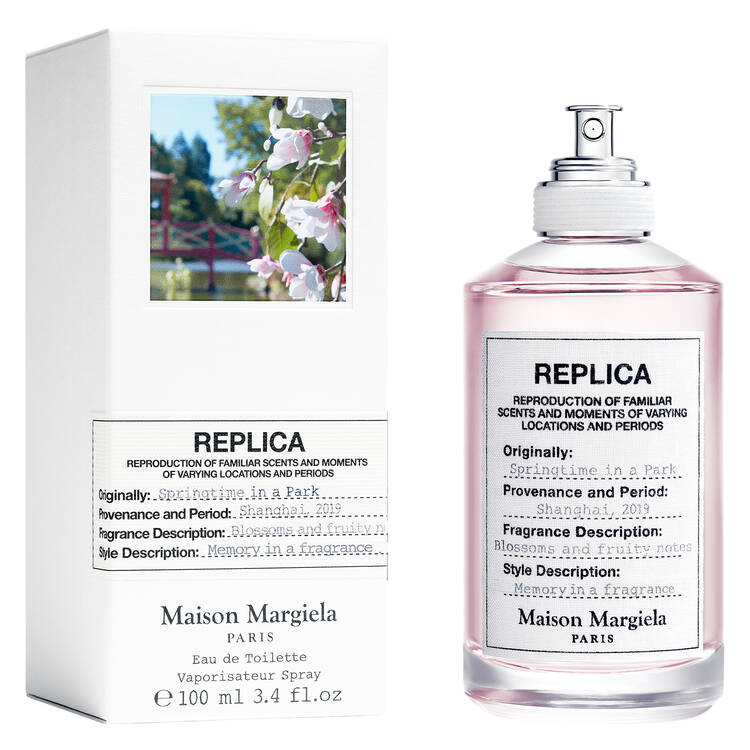 REPLICA
REPRODUCTION OF FAMILIAR SCENTS AND MOMENTS
OF VARYING LOCATIONS AND PERIODS
Originally: Springtime in a Park
Provenance and Period: Shanghai, 2019
Fragrance Description: Blossoms and fruity n
Style Description: Memory in a fragrance
Maison Margiela
PARIS
Eau de Toilette
Vaporisateur Spray
℮ 100 ml 3.4 fl.oz
REPLICA
REPRODUCTION OF FAMILIAR
SCENTS AND MOMENTS OF VARYING
LOCATIONS AND PERIODS
Originally:
Springtime in a Park
Provenance and Period:
Shanghai, 2019
Fragrance Description:
Blossoms and fruity notes
Style Description:
Memory in a fragrance
Maison Margiela
PARIS